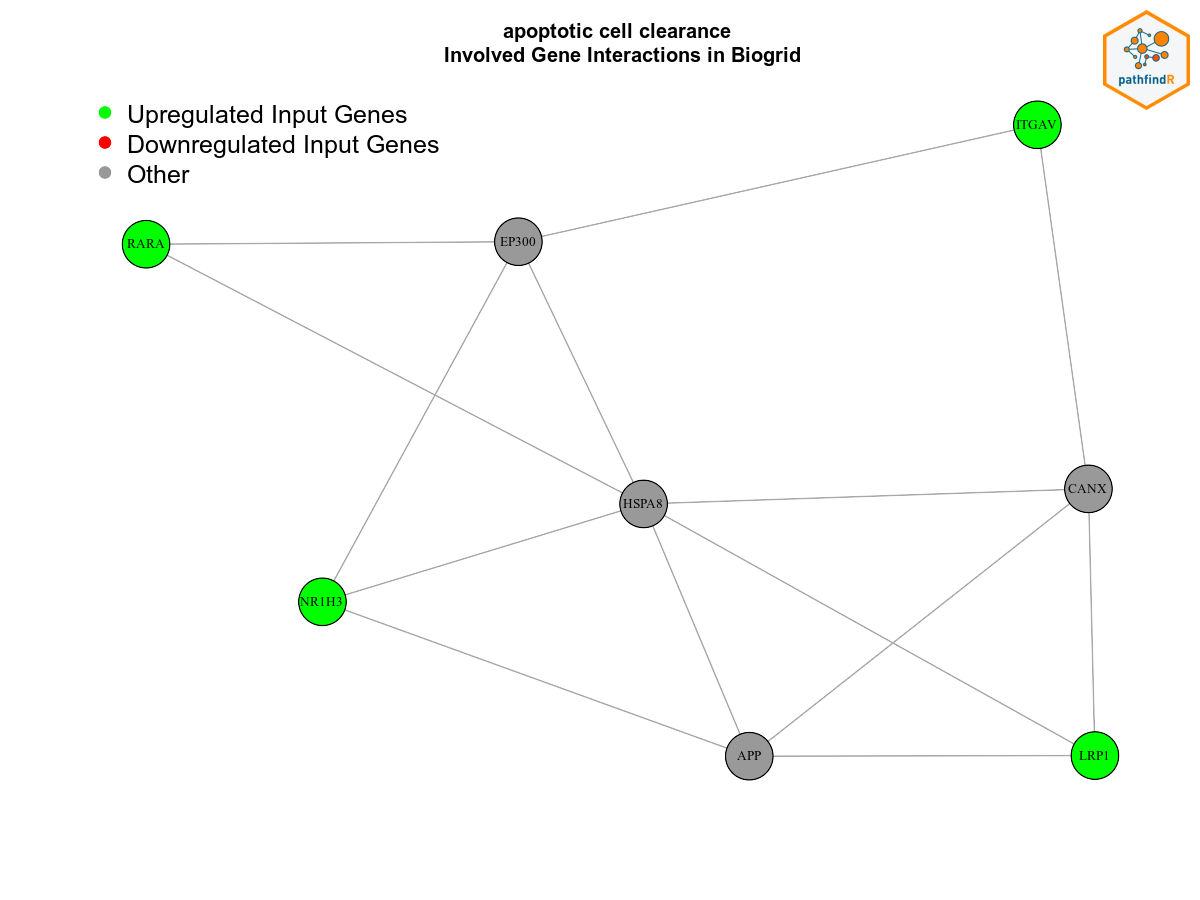 apoptotic cell clearance
Involved Gene Interactions in Biogrid
pathfindR
Upregulated Input Genes
Downregulated Input Genes
Other
ITGAV
RARA
EP300
CANX
HSPA8
NR1H3
APP
LRP1